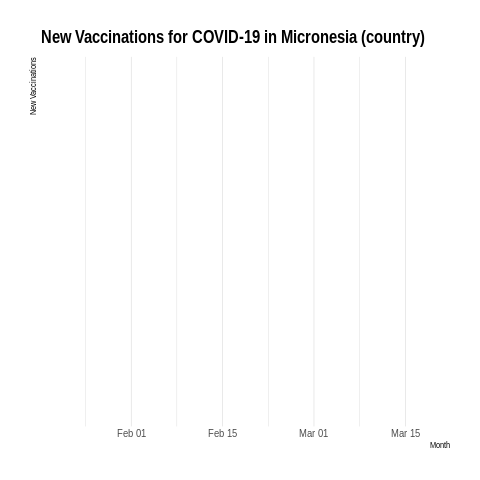 New Vaccinations for COVID-19 in Micronesia (country)
New Vaccinations
Feb 01
Feb 15
Mar 01
Mar 15
Month